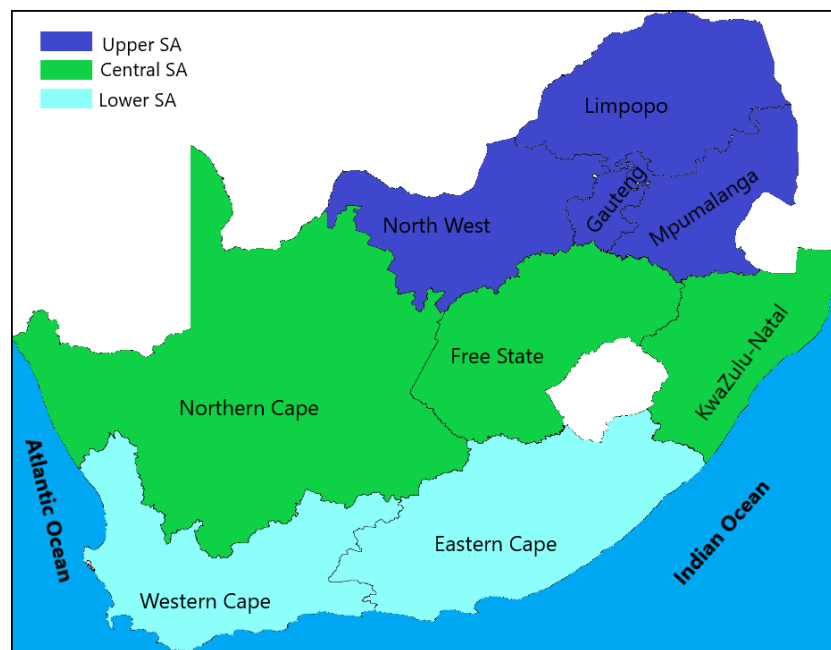 Upper SA
Central SA
Lower SA
Limpopo
Gauteng
Mpumalanga
North West
Free State
KwaZulu-Natal
Northern Cape
Atlantic Ocean
Indian Ocean
Eastern Cape
Western Cape